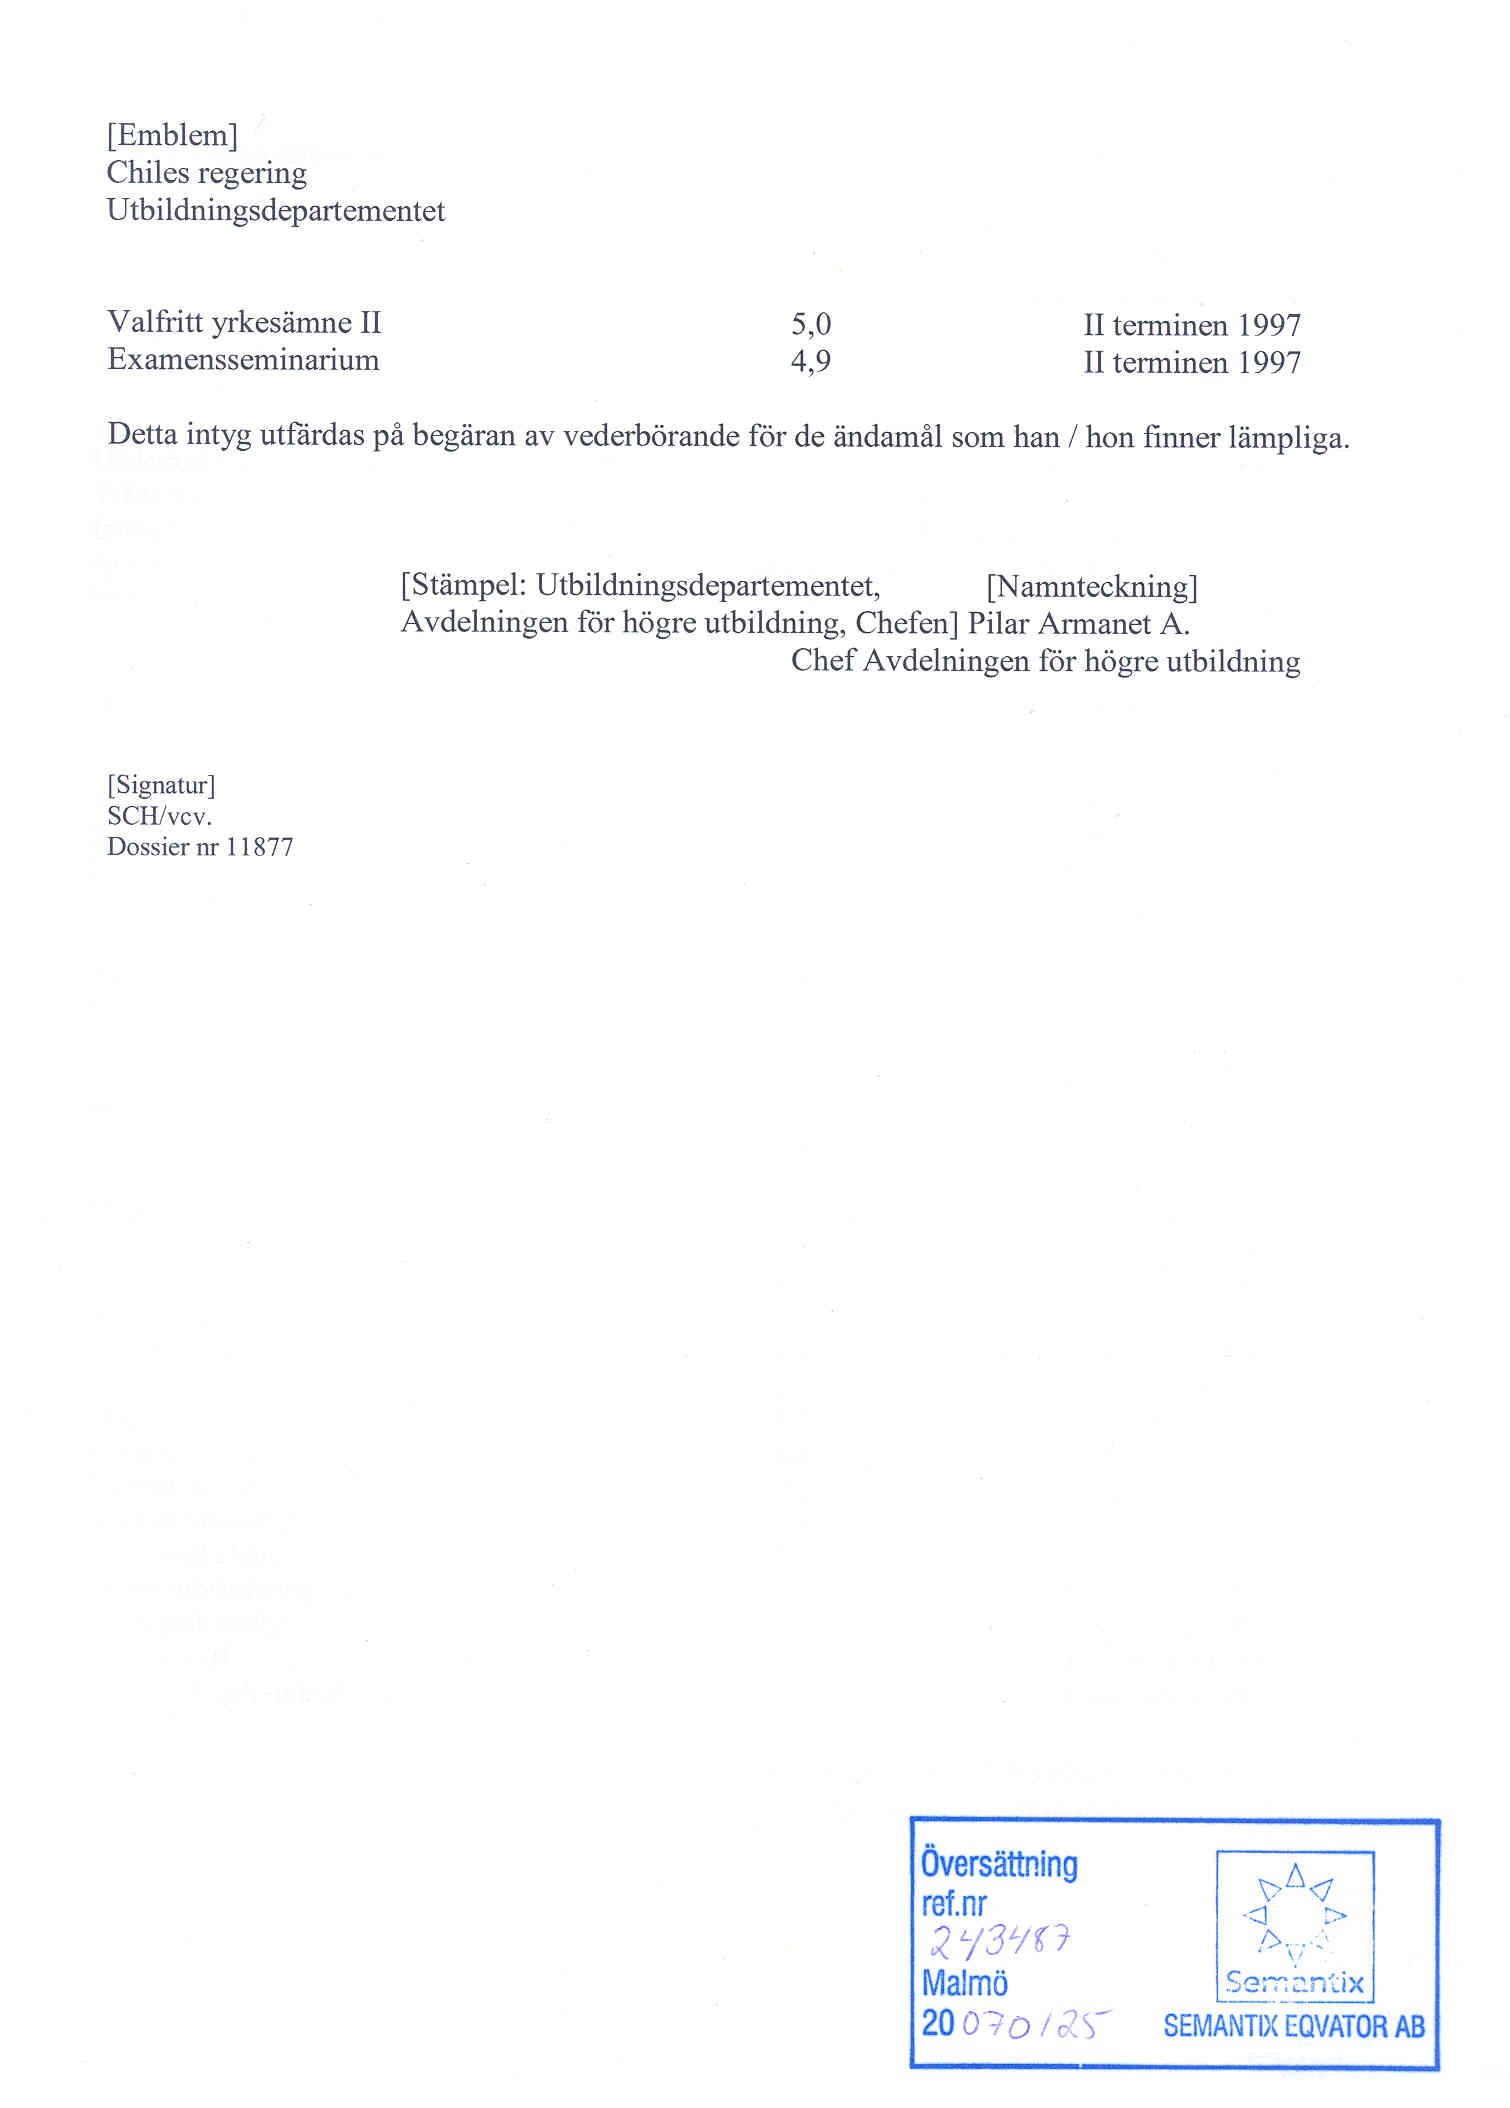 [Emblem]
Chiles regering
Utbildningsdepartementet
Valfritt yrkesämne II 5,0 II terminen 1997
Examensseminarium 4,9 II terminen 1997
Detta intyg utfärdas på begäran av vederbörande för de ändamål som han / hon finner lämpliga.
[Stämpel: Utbildningsdepartementet, [Namnteckning]
Avdelningen för högre utbildning, Chefen] Pilar Armanet A.
Chef Avdelningen för högre utbildning
[Signatur]
SCH/vcv.
Dossier nr 11877
Översättning
ref.nr
243487
Malmö
20 070125
Semantix
SEMANTIX EQVATOR AB